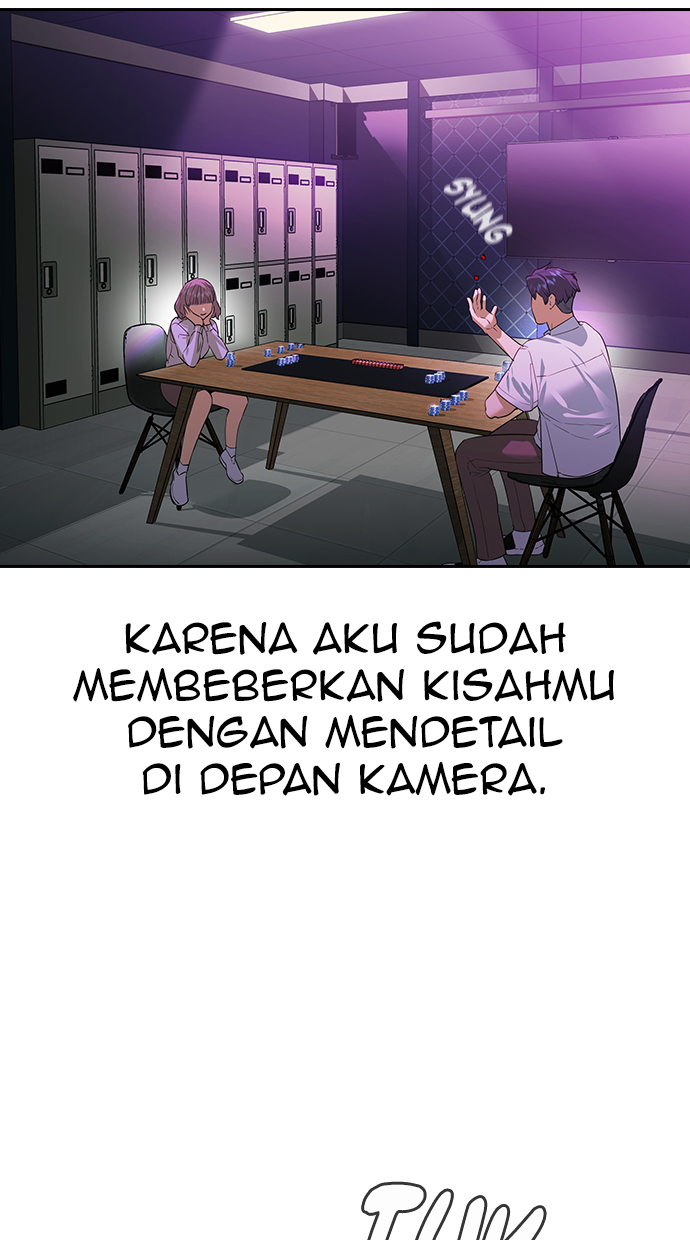 SYUNG
KARENA AKU SUDAH
MEMBEBERKAN KISAHMU
DENGAN MENDETAIL
DI DEPAN KAMERA.